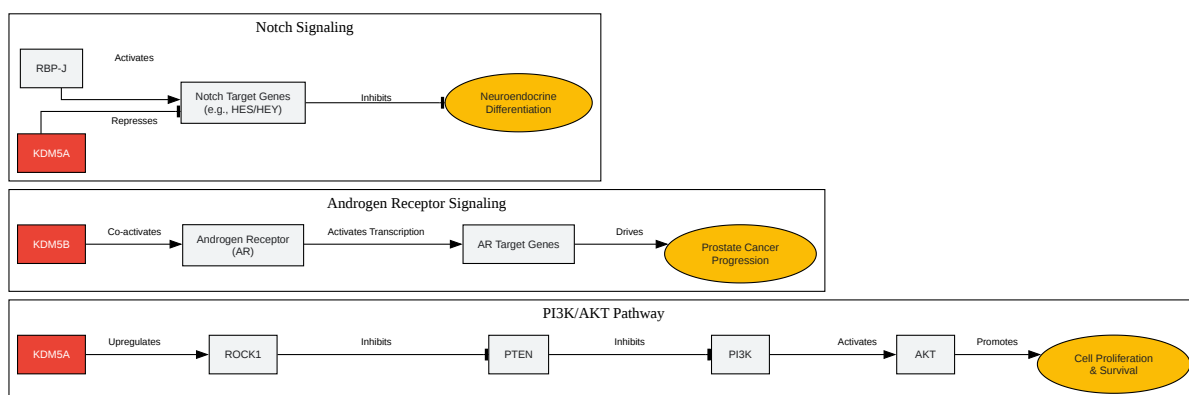 Notch Signaling
RBP-J
Activates
Notch Target Genes
(e.g., HES/HEY)
Inhibits
Neuroendocrine
Differentiation
Represses
KDM5A
Androgen Receptor Signaling
KDM5B
Co-activates
Androgen Receptor
(AR)
Activates Transcription
AR Target Genes
Drives
Prostate Cancer
Progression
PI3K/AKT Pathway
KDM5A
Upregulates
ROCK1
Inhibits
PTEN
Inhibits
PI3K
Activates
AKT
Promotes
Cell Proliferation
& Survival